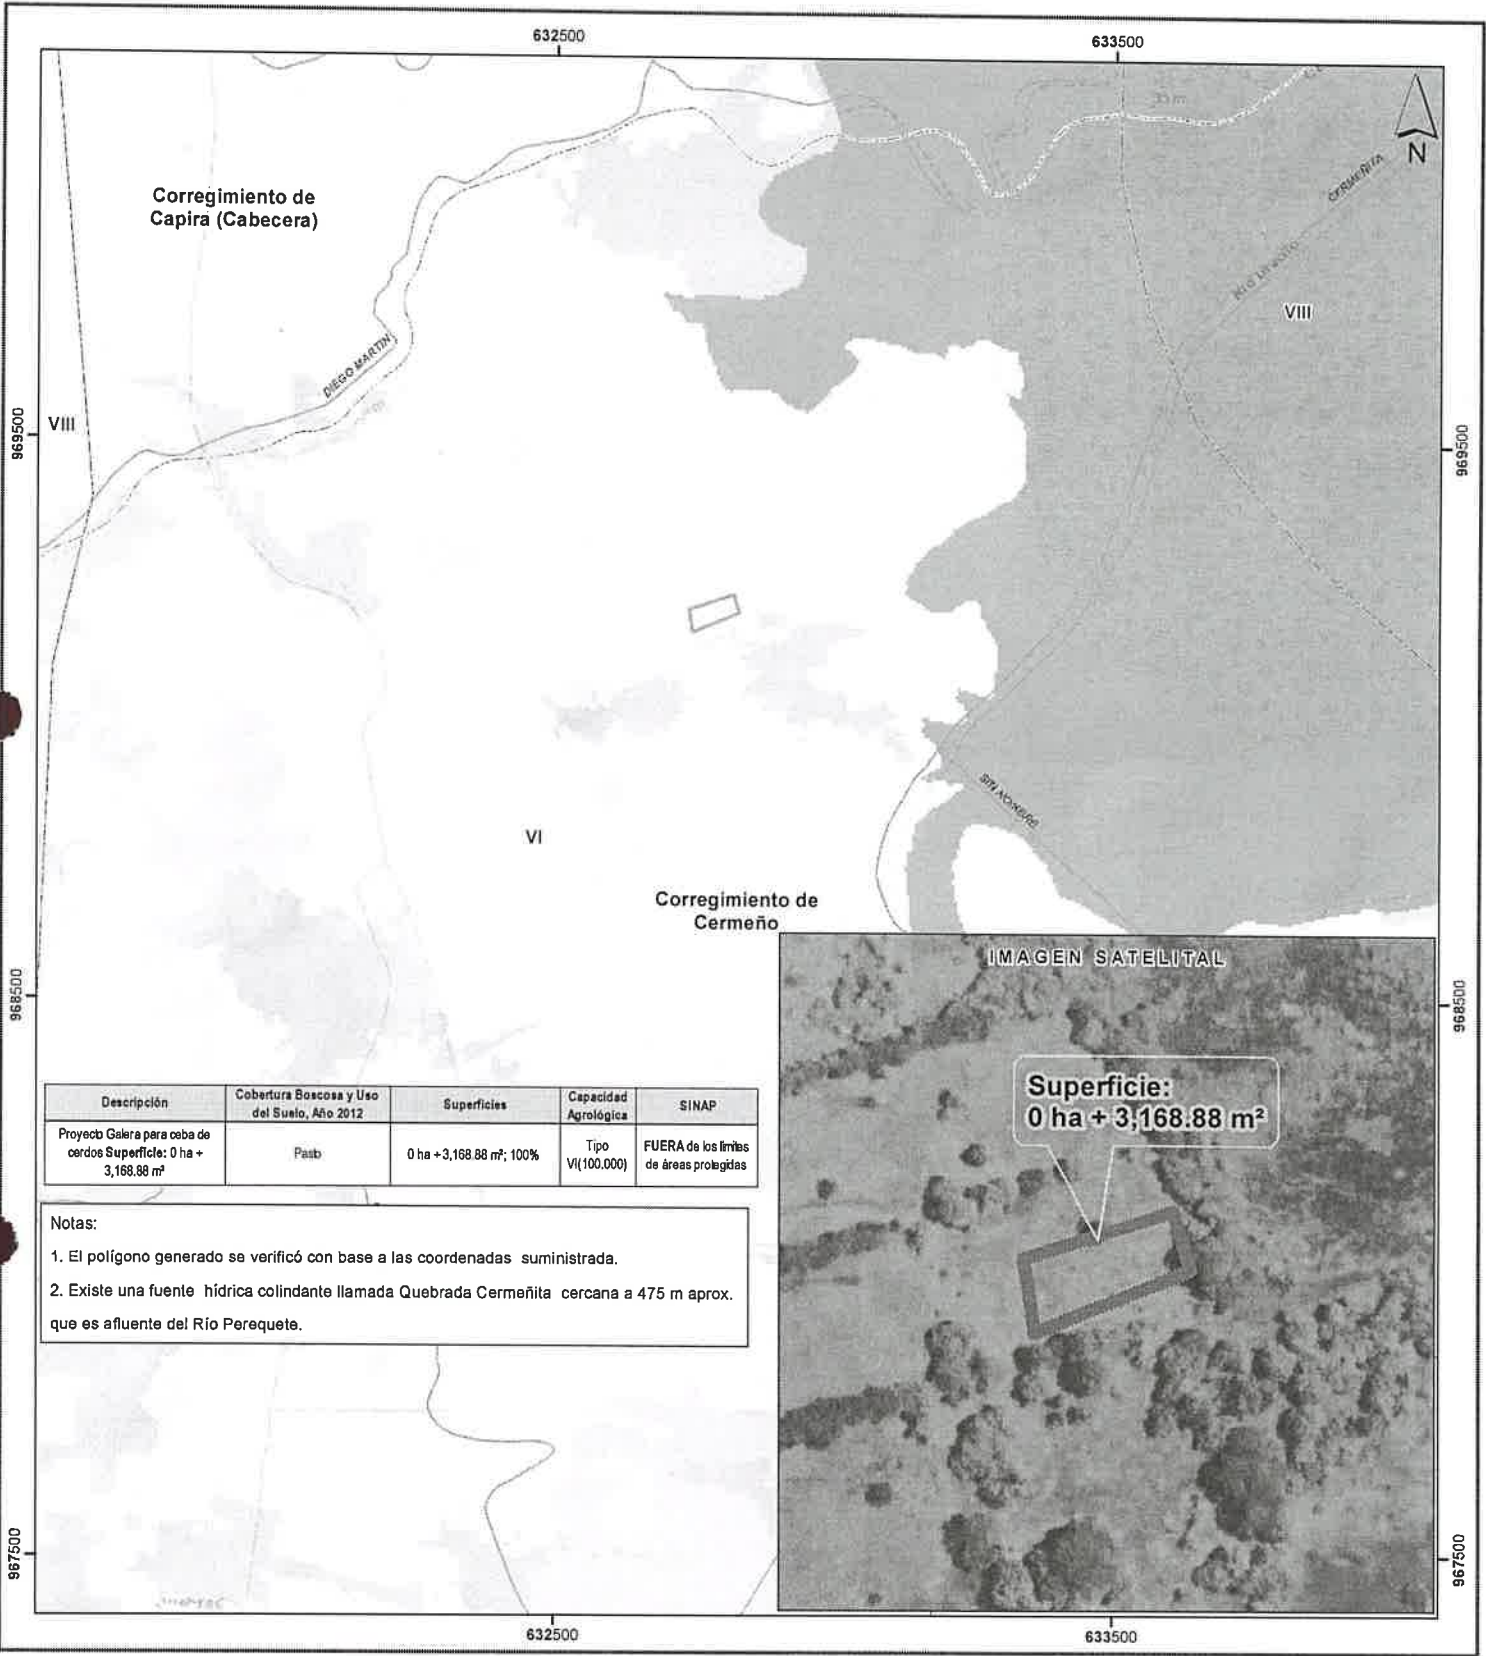 632500
633500
N
Corregimiento de
Capira (Cabecera)
CERMEÑITA
VIII
DIEGO MARTIN
VIII
969500
969500
SIN NOMBRE
VI
Corregimiento de
Cermeño
968500
968500
IMAGEN SATELITAL
Superficie:
0 ha + 3,168.88 m²
Descripción
Cobertura Boscosa y Uso
del Suelo, Año 2012
Superficies
Capacidad
Agrológica
SINAP
Proyecto Galera para ceba de
cerdos Superficie: 0 ha +
3,168.88 m²
Pasto
0 ha + 3,168.88 m²; 100%
Tipo
VI(100,000)
FUERA de los limites
de áreas protegidas
Notas:
1. El polígono generado se verificó con base a las coordenadas suministrada.
2. Existe una fuente hídrica colindante llamada Quebrada Cermeñita cercana a 475 m aprox.
que es afluente del Río Perequete.
967500
967500
632500
633500